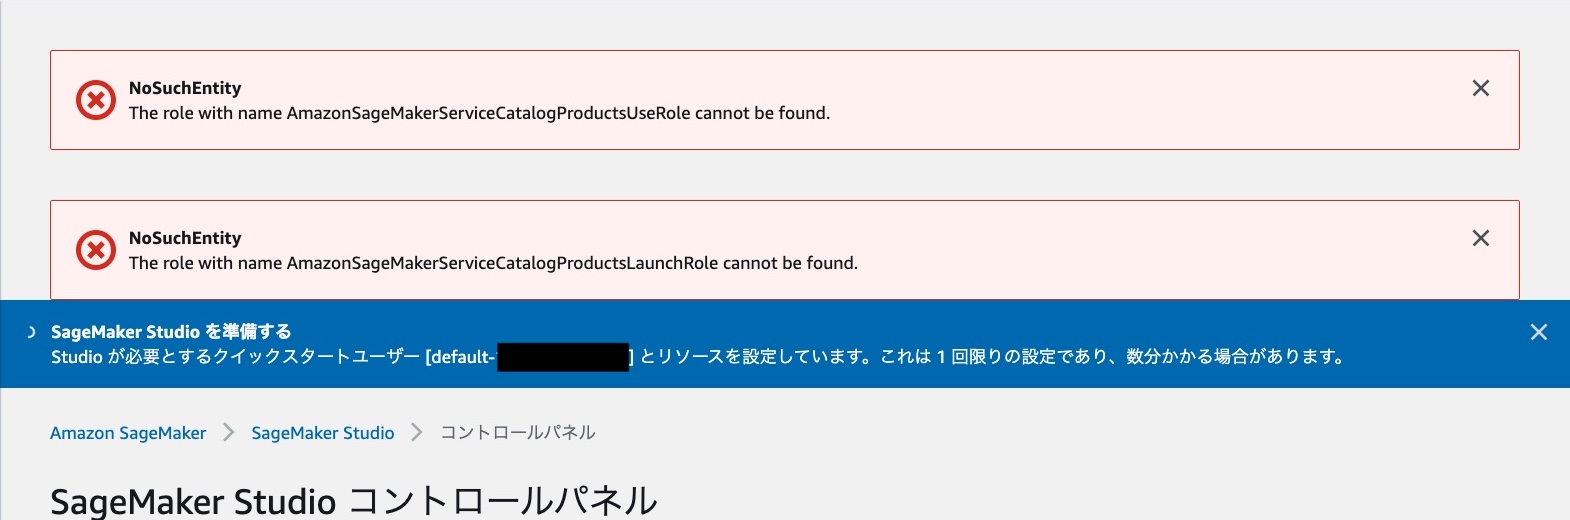 NoSuchEntity
The role with name AmazonSageMakerServiceCatalogProductsUseRole cannot be found.
NoSuchEntity
The role with name AmazonSageMakerServiceCatalogProductsLaunchRole cannot be found.
SageMaker Studio を準備する
Studio が必要とするクイックスタートユーザー [default- ] とリソースを設定しています。これは 1 回限りの設定であり、数分かかる場合があります。
Amazon SageMaker > SageMaker Studio > コントロールパネル
SageMaker Studio コントロールパネル